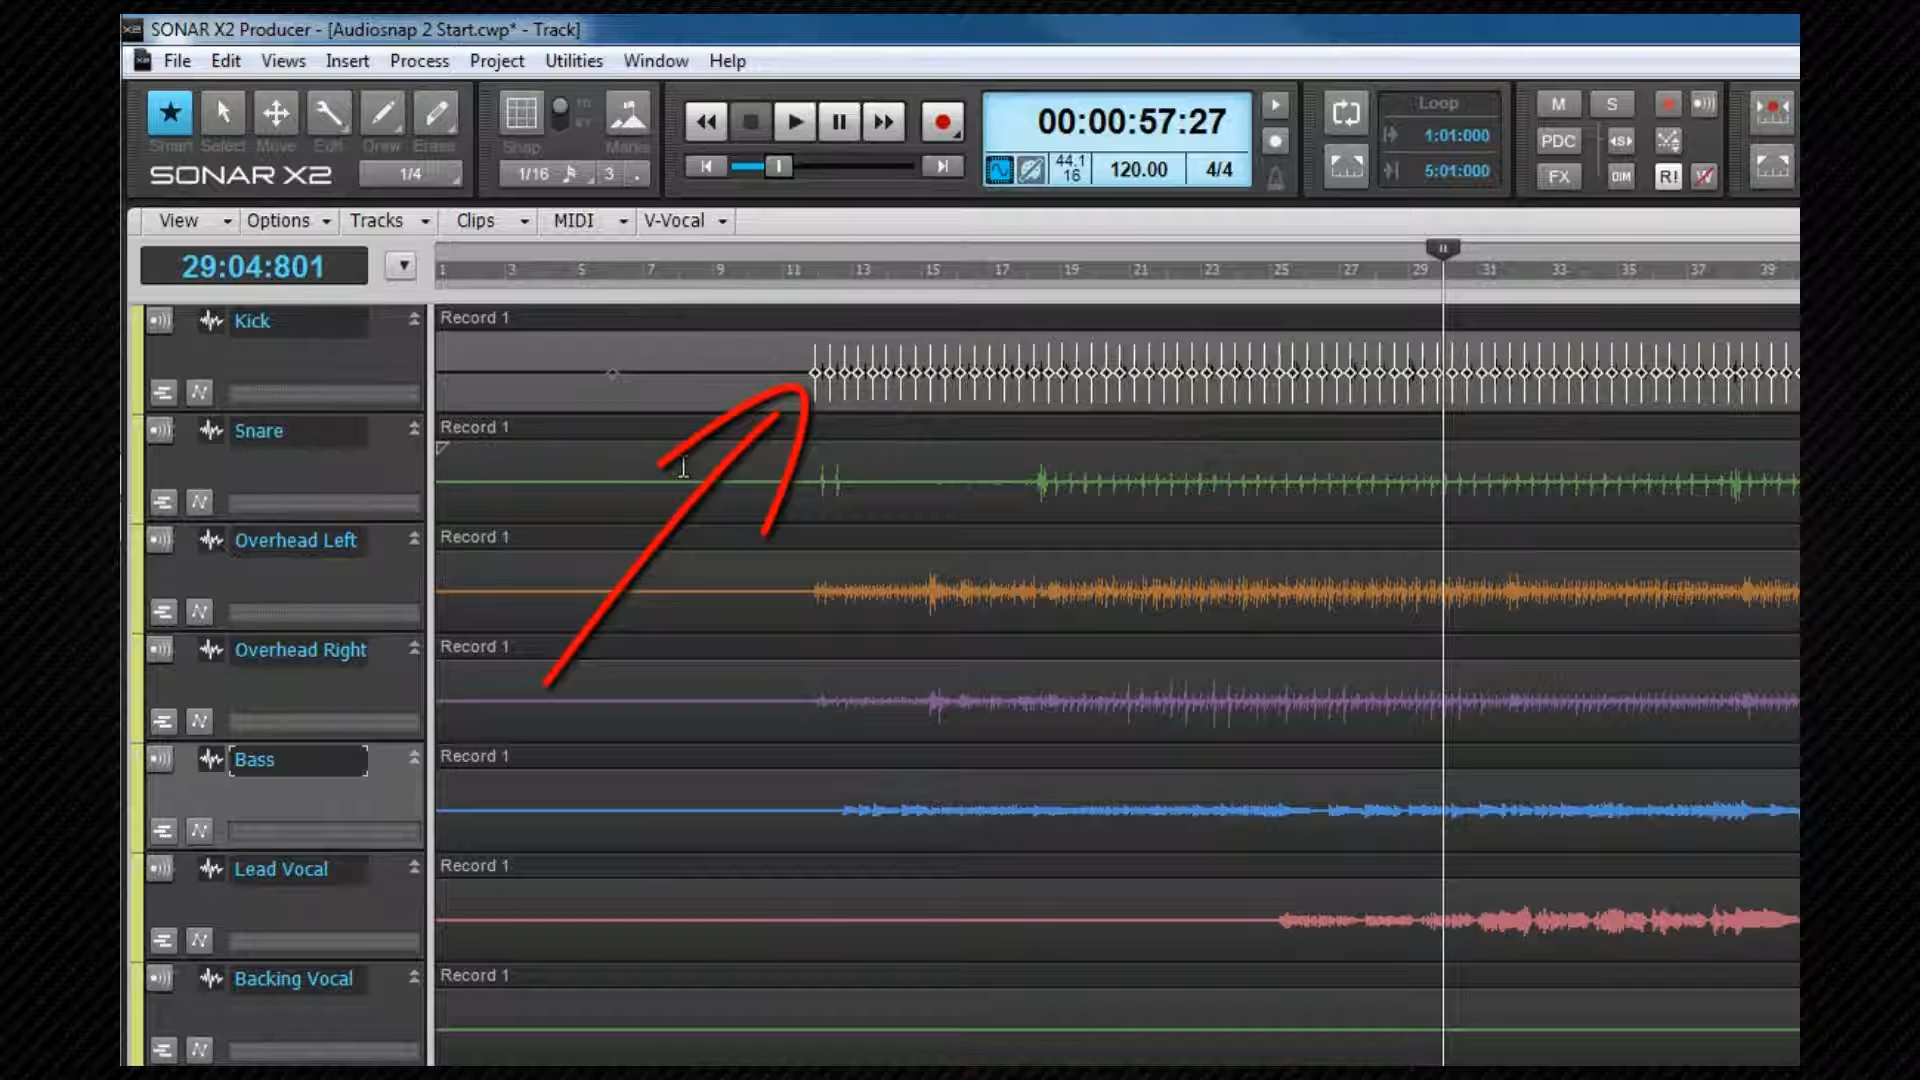 SONAR X2 Producer - [Audiosnap 2 Start.cwp* - Track]
File Edit Views Insert Process Project Utilities Window Help
Smart Select Move Edit Draw Erase
SONAR X2
1/4
TO
BY
Snap Marks
1/16 3 .
00:00:57:27
44.1
16
120.00 4/4
Loop
1:01:000
5:01:000
M S
PDC
FX DIM R!
View Options Tracks Clips MIDI V-Vocal
29:04:801
1 3 5 7 9 11 13 15 17 19 21 23 25 27 29 31 33 35 37 39
Kick Record 1
Snare Record 1
Overhead Left Record 1
Overhead Right Record 1
Bass Record 1
Lead Vocal Record 1
Backing Vocal Record 1